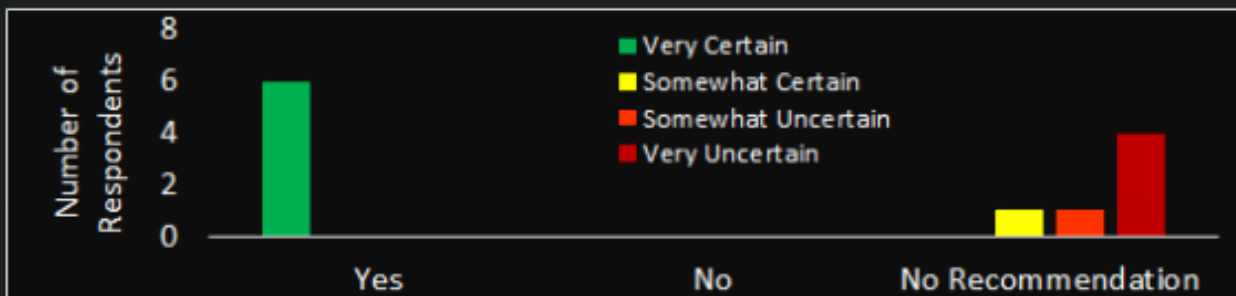 Number of
Respondents
8
6
4
2
0
Very Certain
Somewhat Certain
Somewhat Uncertain
Very Uncertain
Yes
No
No Recommendation